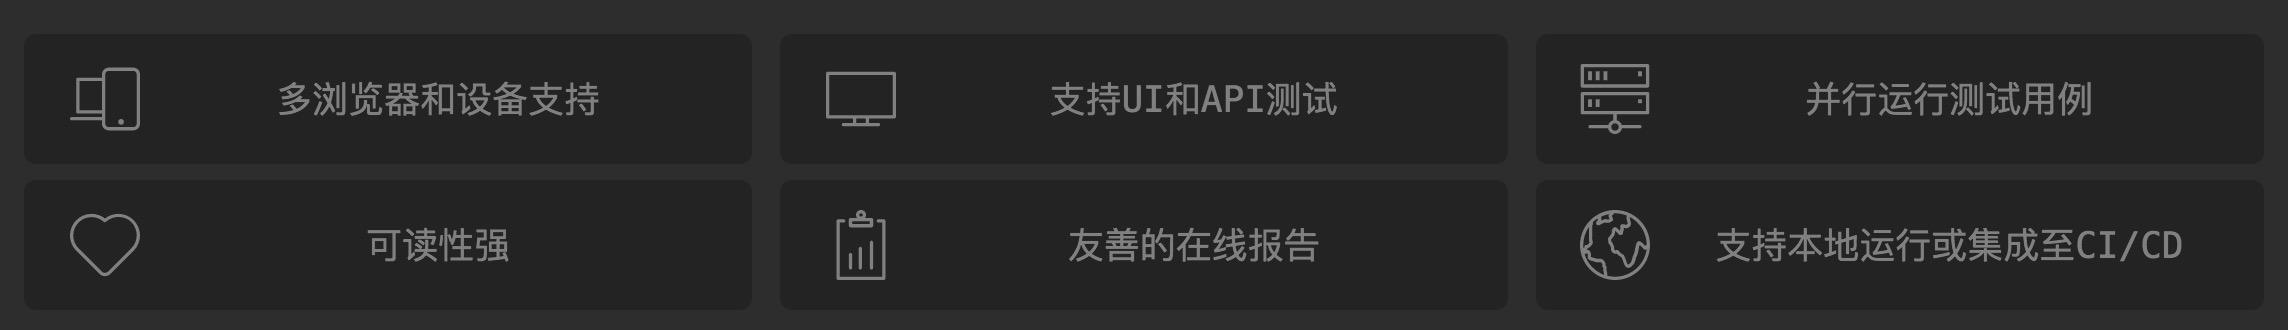 多浏览器和设备支持
支持UI和API测试
并行运行测试用例
可读性强
友善的在线报告
支持本地运行或集成至CI/CD